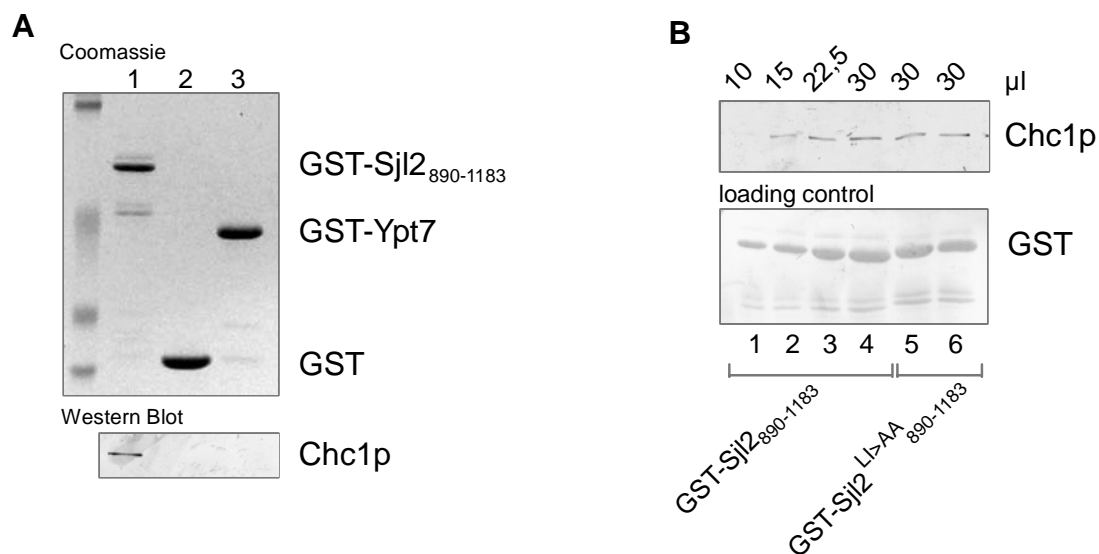 A
Coomassie
1 2 3
GST-Sjl2890-1183
GST-Ypt7
GST
Western Blot
Chc1p
B
10 15 22,5 30 30 30 µl
Chc1p
loading control
GST
1 2 3 4 5 6
GST-Sjl2890-1183
GST-Sjl2LI>AA890-1183